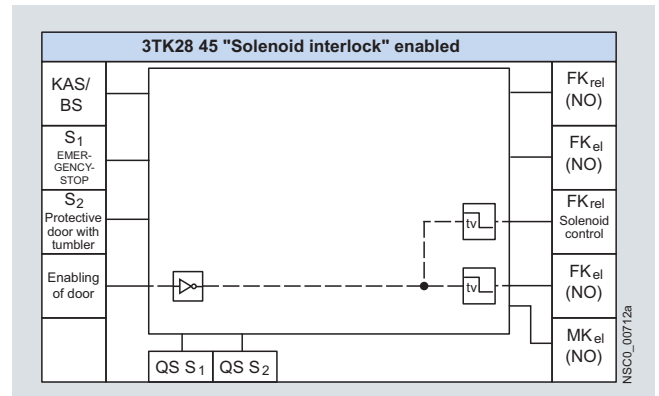 3TK28 45 "Solenoid interlock" enabled
KAS/
BS
S1
EMER-
GENCY-
STOP
S2
Protective
door with
tumbler
Enabling
of door
tv
tv
QS S1
QS S2
FKrel
(NO)
FKel
(NO)
FKrel
Solenoid
control
FKel
(NO)
MKel
(NO)
NSC0_00712a